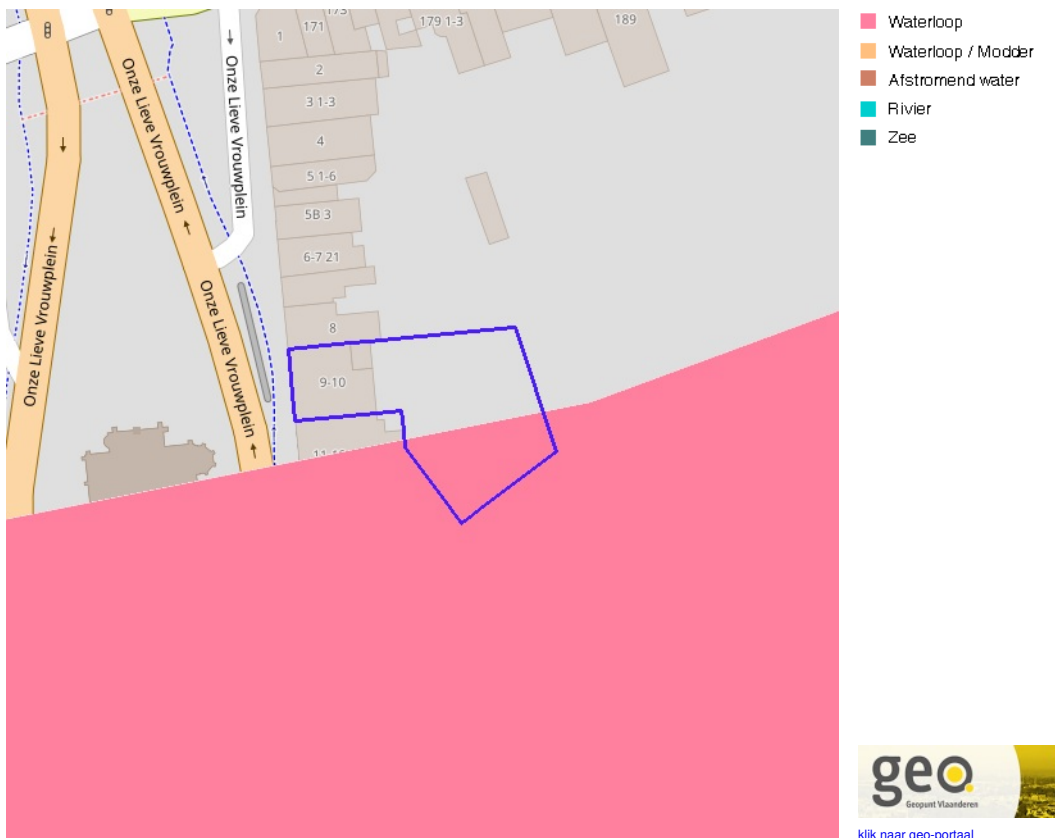 173
171
1
2
3 1-3
4
5 1-6
5B 3
6-7 21
8
9-10
179 1-3
189
Onze Lieve Vrouwplein
Onze Lieve Vrouwplein
Onze Lieve Vrouwplein
Onze Lieve Vrouwplein
Waterloop
Waterloop / Modder
Afstromend water
Rivier
Zee
geo.
Geopunt Vlaanderen
klik naar geo-portaal